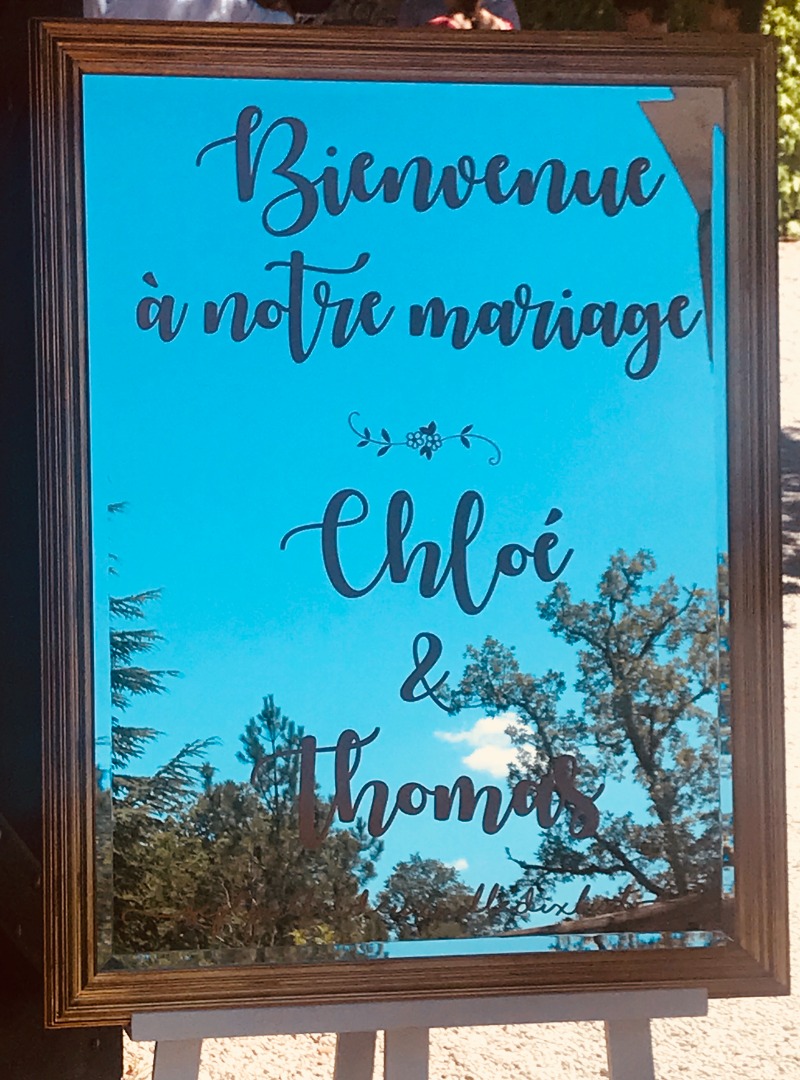 Bienvenue
à notre mariage
Chloé
&
Thomas